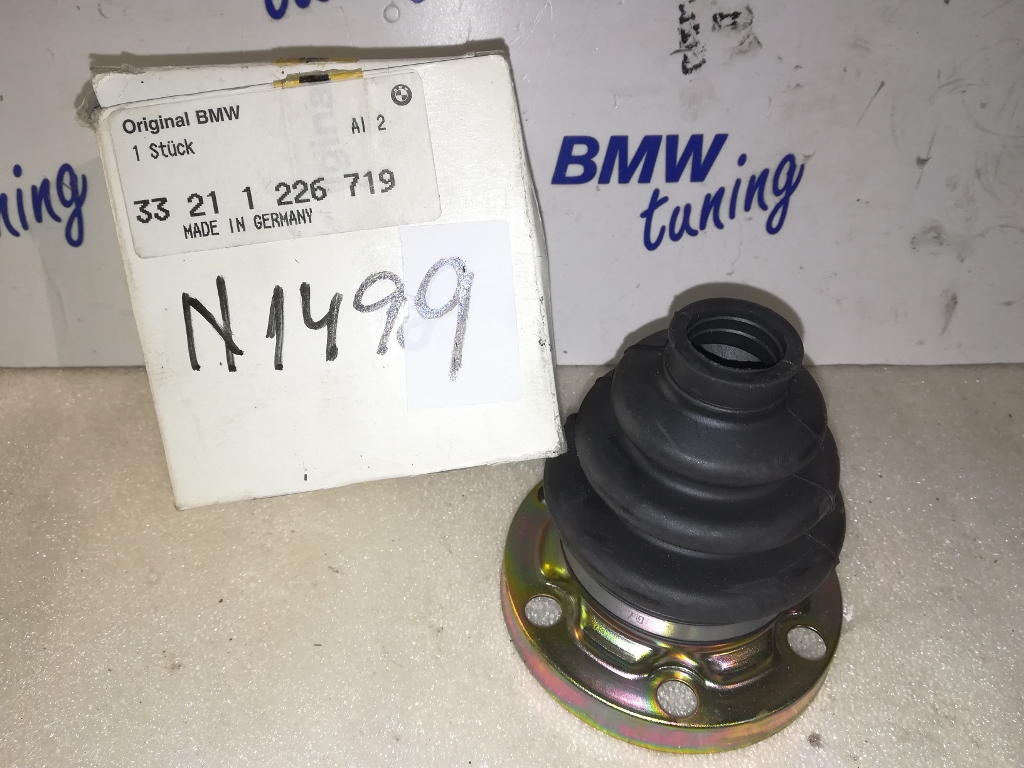 Original BMW
1 Stück
AI 2
33 21 1 226 719
MADE IN GERMANY
N1499
BMW
tuning